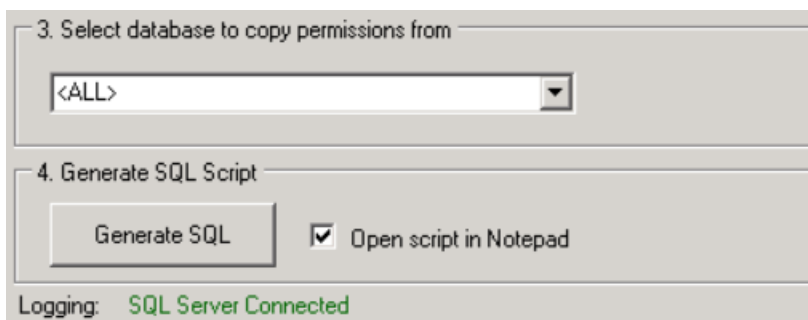 3. Select database to copy permissions from
<ALL>
4. Generate SQL Script
Generate SQL Open script in Notepad
Logging: SQL Server Connected